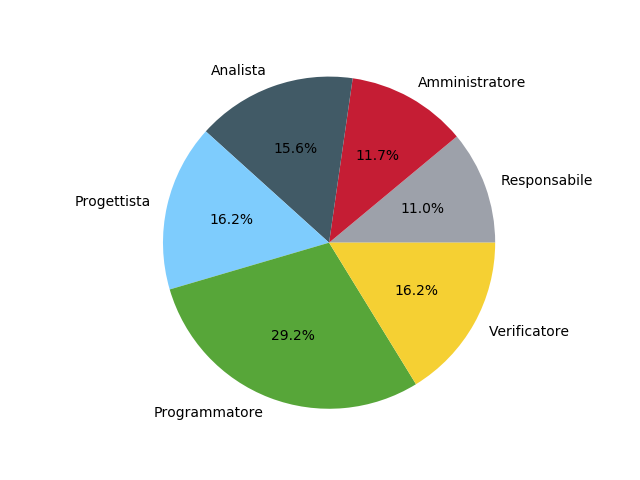 Analista
Amministratore
15.6%
11.7%
Responsabile
Progettista
11.0%
16.2%
16.2%
Verificatore
29.2%
Programmatore